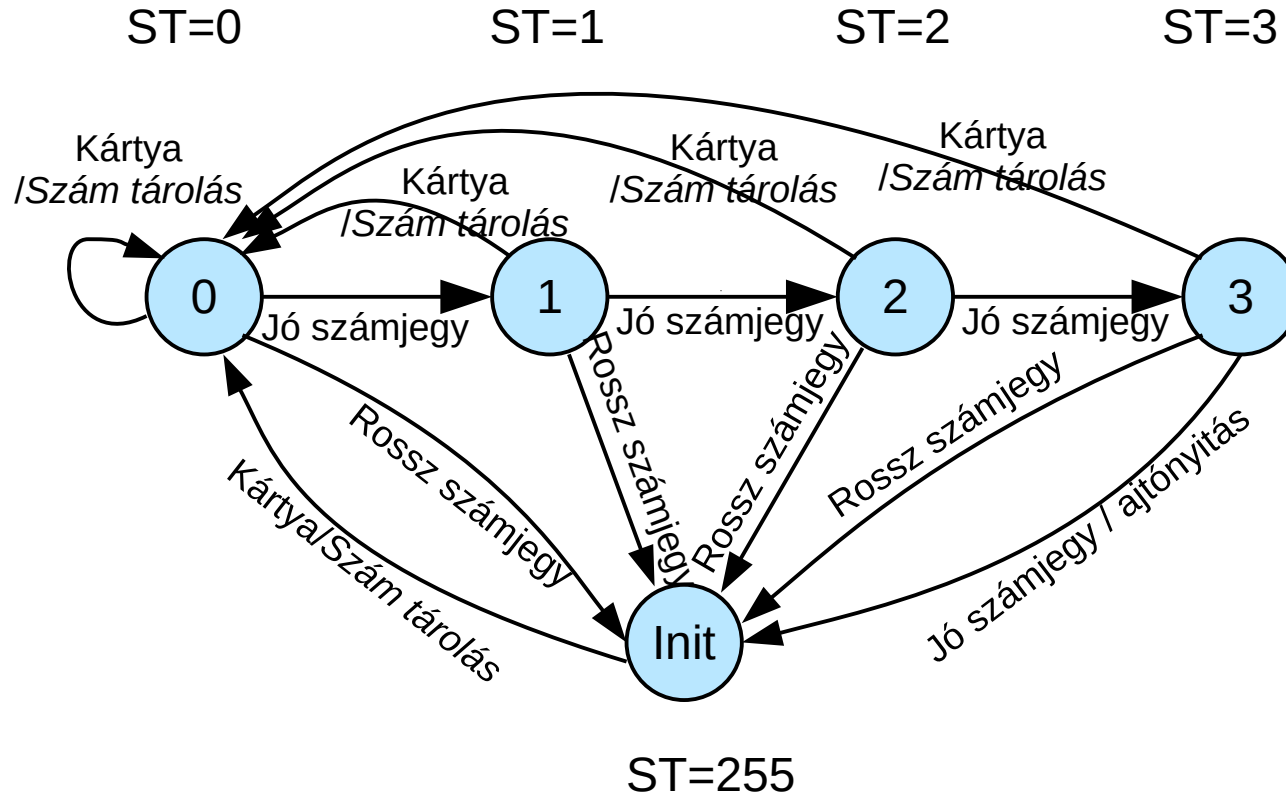 ST=0
ST=1
ST=2
ST=3
Kártya
/Szám tárolás
Kártya
/Szám tárolás
Kártya
/Szám tárolás
Kártya
/Szám tárolás
0
1
2
3
Jó számjegy
Jó számjegy
Jó számjegy
Rossz számjegy
Rossz számjegy
Rossz számjegy
Rossz számjegy
Kártya/Szám tárolás
Jó számjegy / ajtónyitás
Init
ST=255